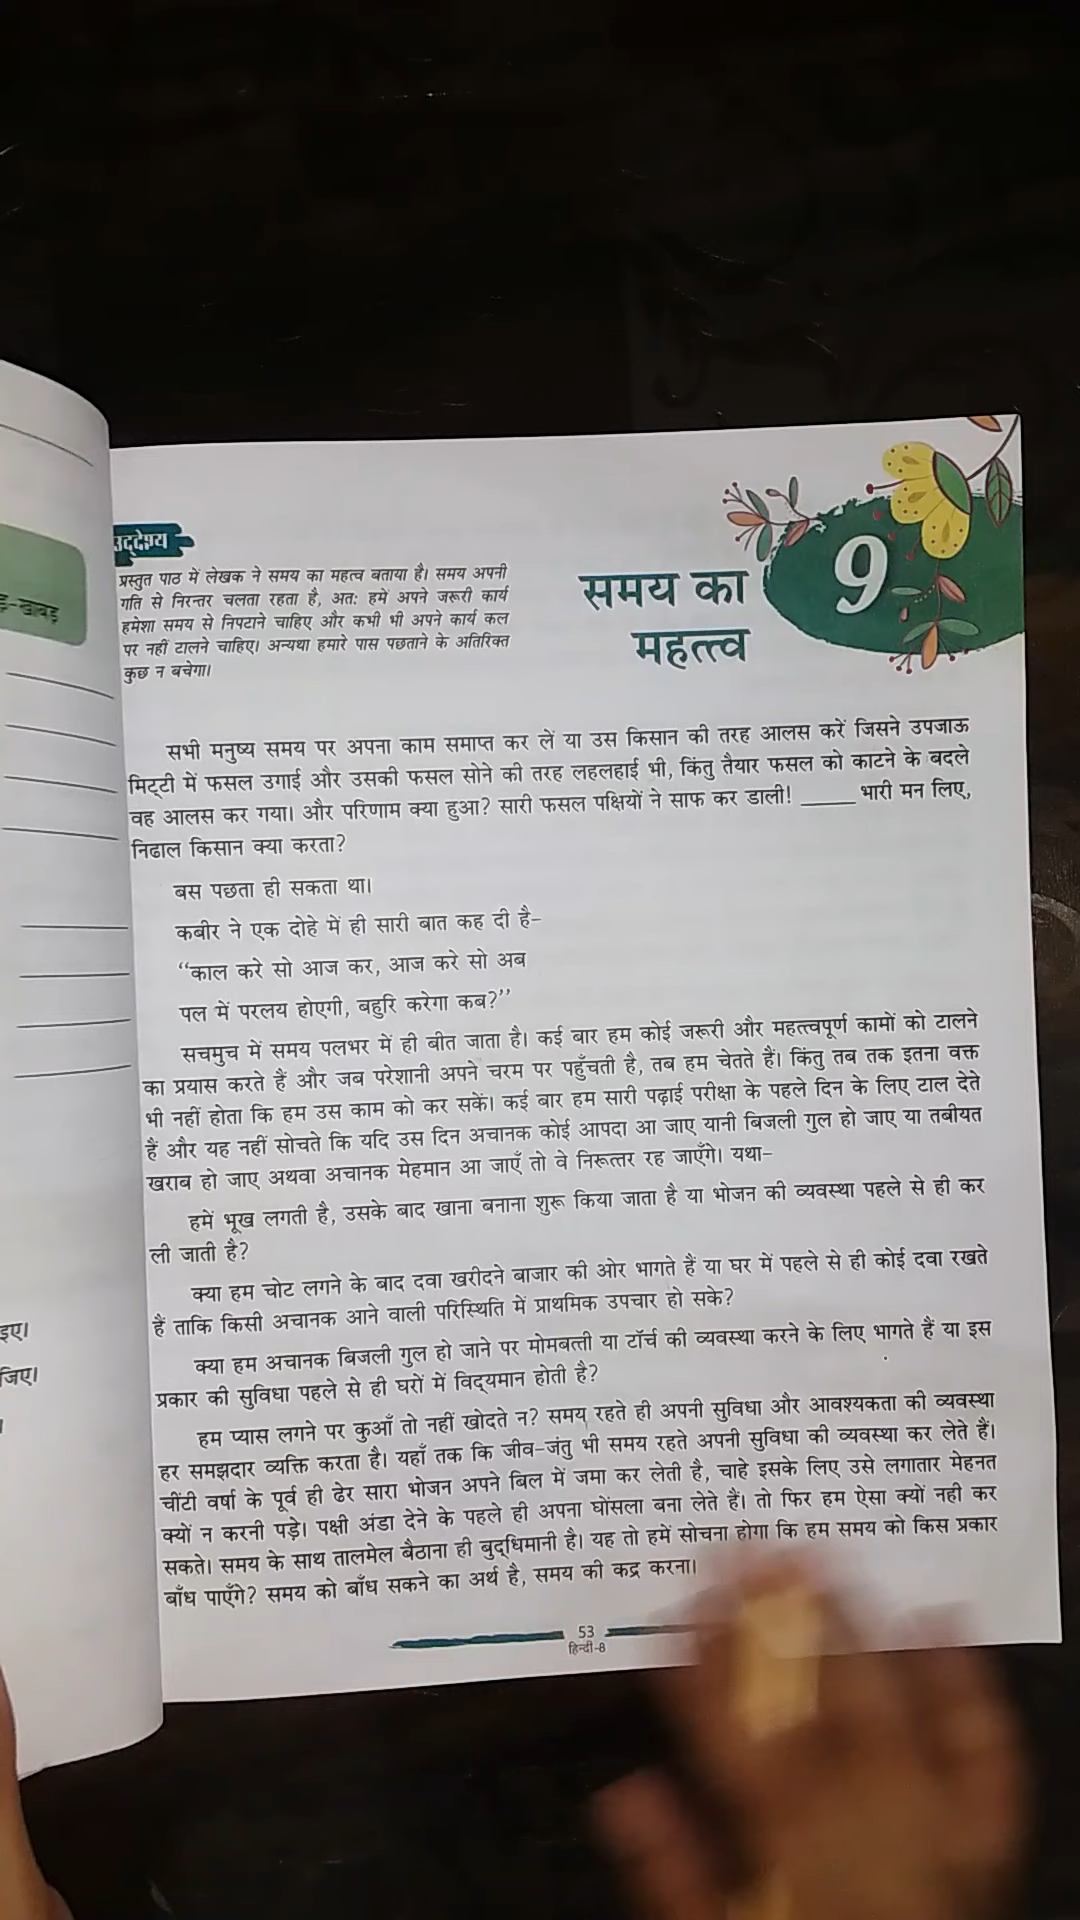 ड़-खाबड़
इए।
जिए।
उद्देश्य
प्रस्तुत पाठ में लेखक ने समय का महत्व बताया है। समय अपनी
गति से निरन्तर चलता रहता है, अतः हमें अपने जरूरी कार्य
हमेशा समय से निपटाने चाहिए और कभी भी अपने कार्य कल
पर नहीं टालने चाहिए। अन्यथा हमारे पास पछताने के अतिरिक्त
कुछ न बचेगा।
समय का
महत्त्व
9
सभी मनुष्य समय पर अपना काम समाप्त कर लें या उस किसान की तरह आलस करें जिसने उपजाऊ
मिट्टी में फसल उगाई और उसकी फसल सोने की तरह लहलहाई भी, किंतु तैयार फसल को काटने के बदले
वह आलस कर गया। और परिणाम क्या हुआ? सारी फसल पक्षियों ने साफ कर डाली! _____ भारी मन लिए,
निढाल किसान क्या करता?
बस पछता ही सकता था।
कबीर ने एक दोहे में ही सारी बात कह दी है-
“काल करे सो आज कर, आज करे सो अब
पल में परलय होएगी, बहुरि करेगा कब?”
सचमुच में समय पलभर में ही बीत जाता है। कई बार हम कोई जरूरी और महत्त्वपूर्ण कामों को टालने
का प्रयास करते हैं और जब परेशानी अपने चरम पर पहुँचती है, तब हम चेतते हैं। किंतु तब तक इतना वक्त
भी नहीं होता कि हम उस काम को कर सकें। कई बार हम सारी पढ़ाई परीक्षा के पहले दिन के लिए टाल देते
हैं और यह नहीं सोचते कि यदि उस दिन अचानक कोई आपदा आ जाए यानी बिजली गुल हो जाए या तबीयत
खराब हो जाए अथवा अचानक मेहमान आ जाएँ तो वे निरूत्तर रह जाएँगे। यथा-
हमें भूख लगती है, उसके बाद खाना बनाना शुरू किया जाता है या भोजन की व्यवस्था पहले से ही कर
ली जाती है?
क्या हम चोट लगने के बाद दवा खरीदने बाजार की ओर भागते हैं या घर में पहले से ही कोई दवा रखते
हैं ताकि किसी अचानक आने वाली परिस्थिति में प्राथमिक उपचार हो सके?
क्या हम अचानक बिजली गुल हो जाने पर मोमबत्ती या टॉर्च की व्यवस्था करने के लिए भागते हैं या इस
प्रकार की सुविधा पहले से ही घरों में विद्यमान होती है?
हम प्यास लगने पर कुआँ तो नहीं खोदते न? समय रहते ही अपनी सुविधा और आवश्यकता की व्यवस्था
हर समझदार व्यक्ति करता है। यहाँ तक कि जीव-जंतु भी समय रहते अपनी सुविधा की व्यवस्था कर लेते हैं।
चींटी वर्षा के पूर्व ही ढेर सारा भोजन अपने बिल में जमा कर लेती है, चाहे इसके लिए उसे लगातार मेहनत
क्यों न करनी पड़े। पक्षी अंडा देने के पहले ही अपना घोंसला बना लेते हैं। तो फिर हम ऐसा क्यों नही कर
सकते। समय के साथ तालमेल बैठाना ही बुद्धिमानी है। यह तो हमें सोचना होगा कि हम समय को किस प्रकार
बाँध पाएँगे? समय को बाँध सकने का अर्थ है, समय की कद्र करना।
53
हिन्दी-8